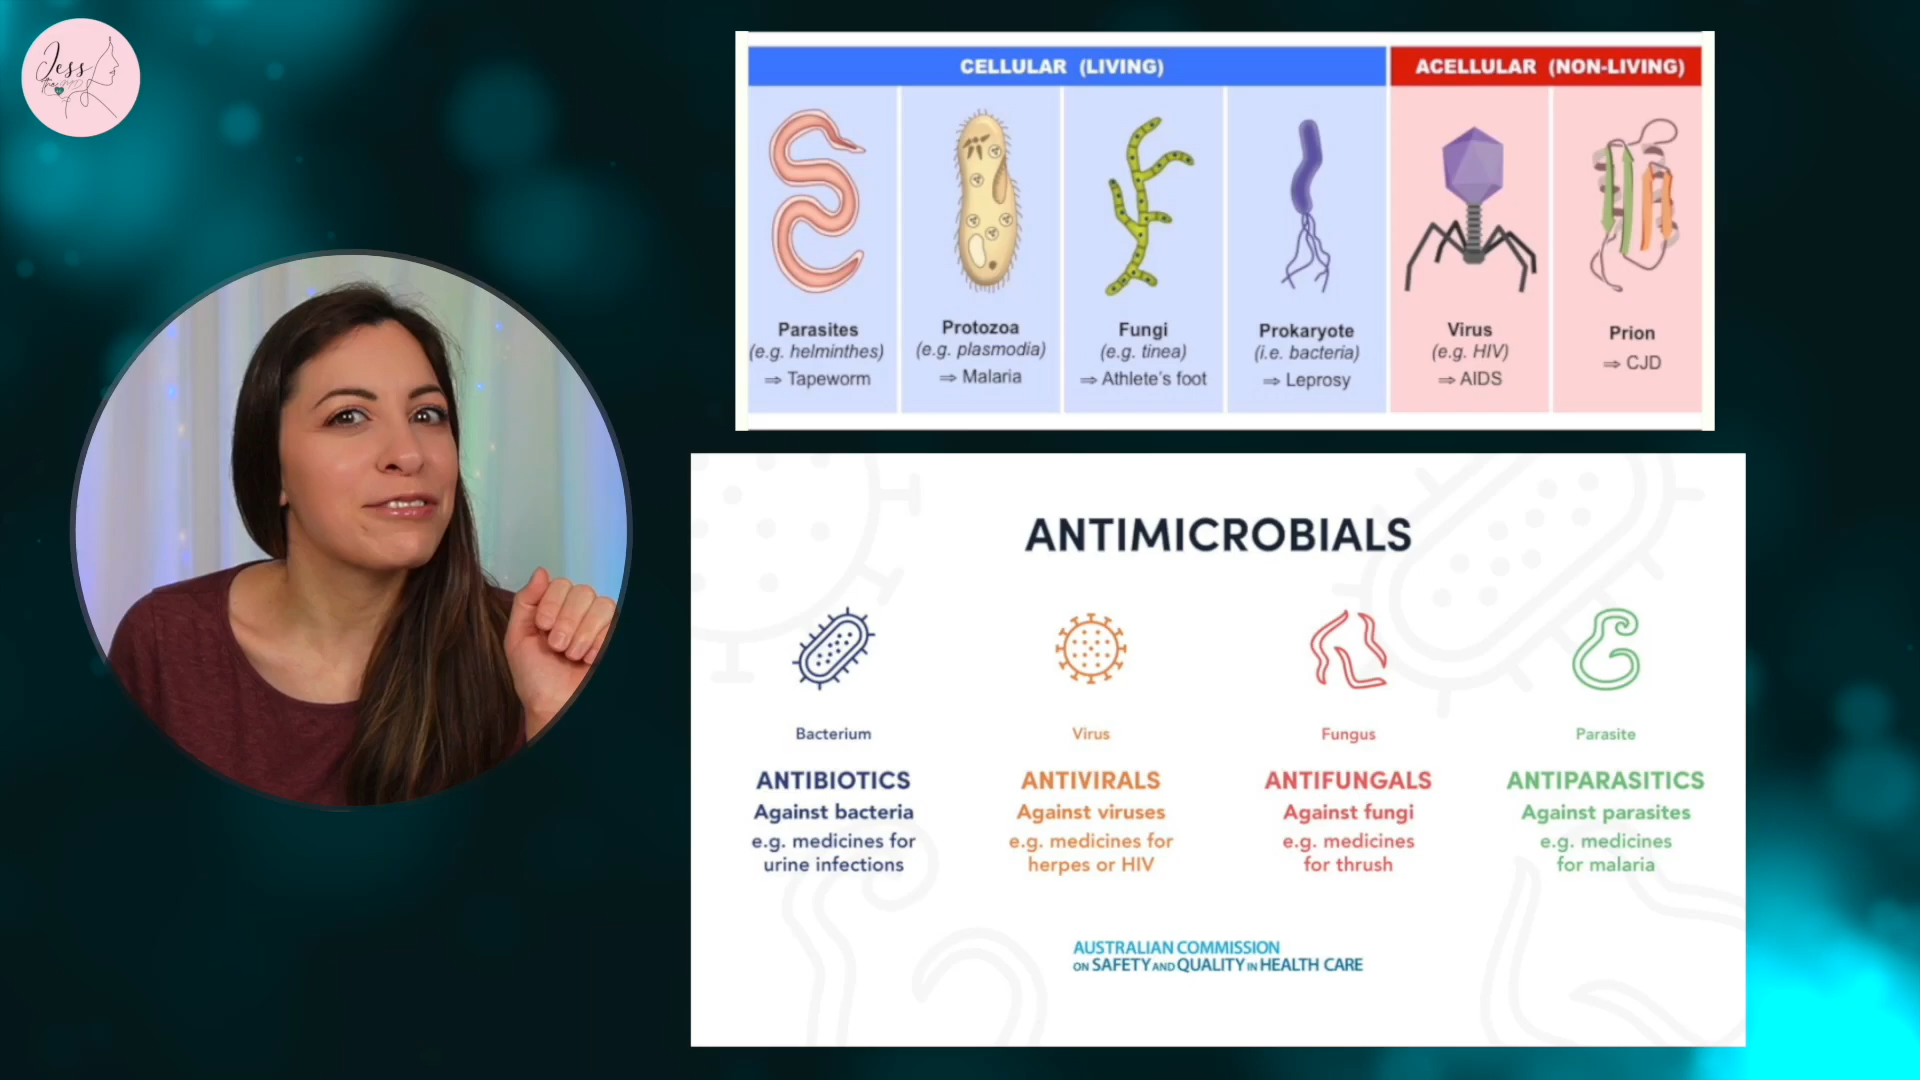 Jess
the MD
CELLULAR (LIVING)
ACELLULAR (NON-LIVING)
Parasites
(e.g. helminthes)
⇒ Tapeworm
Protozoa
(e.g. plasmodia)
⇒ Malaria
Fungi
(e.g. tinea)
⇒ Athlete's foot
Prokaryote
(i.e. bacteria)
⇒ Leprosy
Virus
(e.g. HIV)
⇒ AIDS
Prion
⇒ CJD
ANTIMICROBIALS
Bacterium
ANTIBIOTICS
Against bacteria
e.g. medicines for
urine infections
Virus
ANTIVIRALS
Against viruses
e.g. medicines for
herpes or HIV
Fungus
ANTIFUNGALS
Against fungi
e.g. medicines
for thrush
Parasite
ANTIPARASITICS
Against parasites
e.g. medicines
for malaria
AUSTRALIAN COMMISSION
ON SAFETY AND QUALITY IN HEALTH CARE